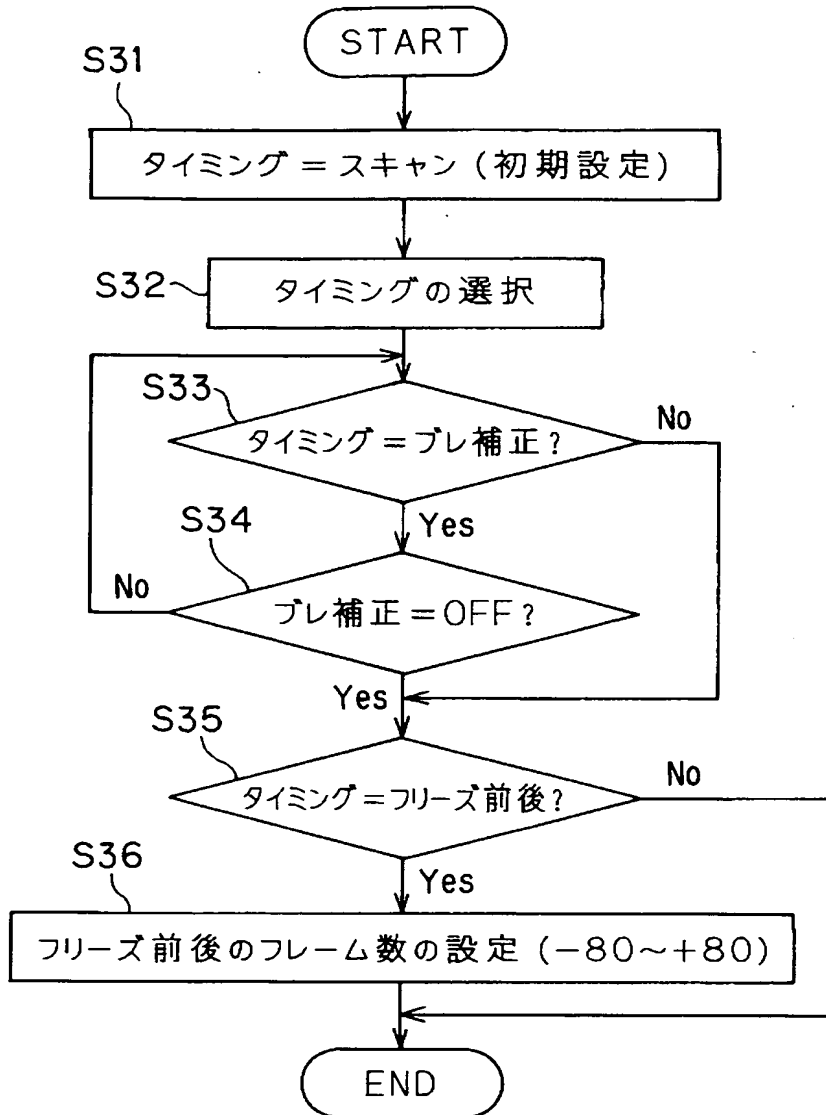 START
S31
タイミング=スキャン(初期設定)
S32
タイミングの選択
S33
タイミング=ブレ補正?
No
Yes
S34
No
ブレ補正=OFF?
Yes
S35
タイミング=フリーズ前後?
No
Yes
S36
フリーズ前後のフレーム数の設定(-80~+80)
END